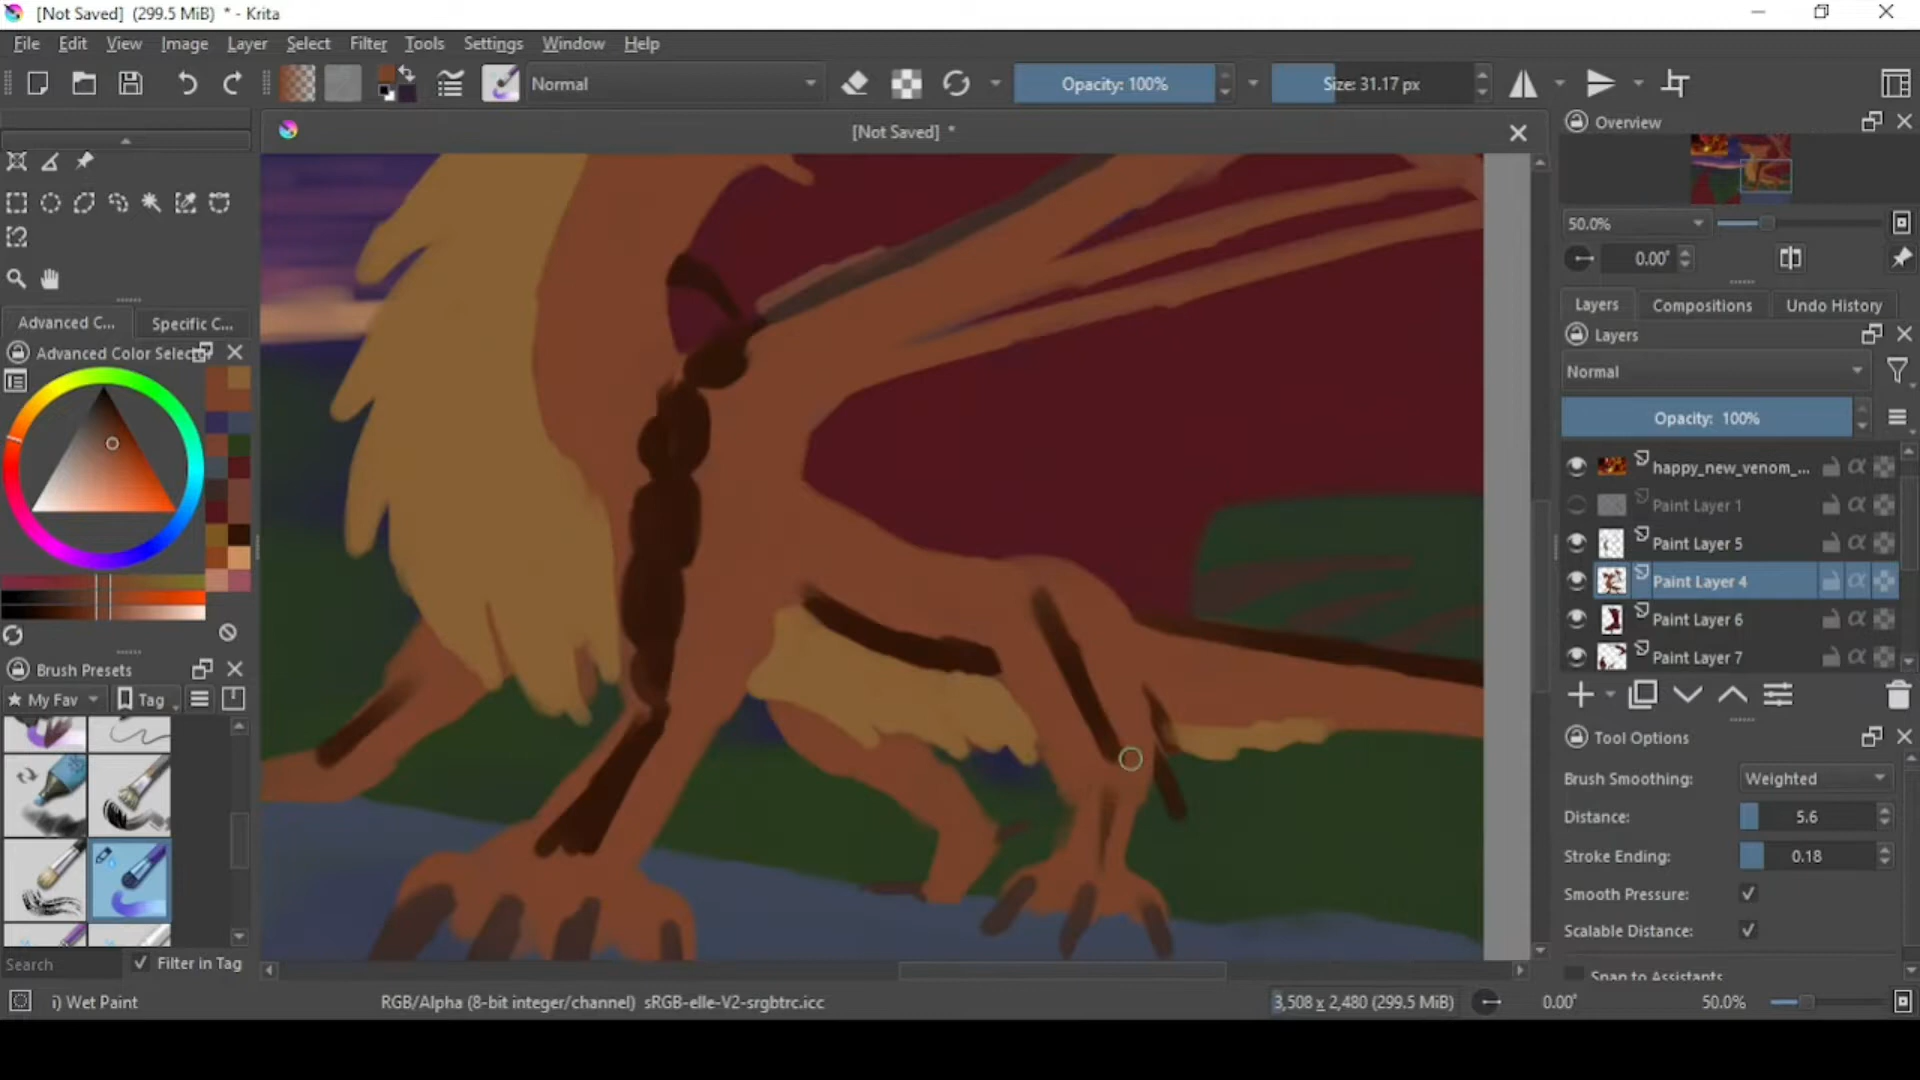 [Not Saved] (299.5 MiB) * - Krita
File Edit View Image Layer Select Filter Tools Settings Window Help
Normal Opacity: 100% Size: 31.17 px
[Not Saved] *
Overview
50.0%
0.00°
Advanced C... Specific C...
Advanced Color Selec
Layers Compositions Undo History
Layers
Normal
Opacity: 100%
happy_new_venom_...
Paint Layer 1
Paint Layer 5
Paint Layer 4
Paint Layer 6
Paint Layer 7
Brush Presets
My Fav Tag
Tool Options
Brush Smoothing: Weighted
Distance: 5.6
Stroke Ending: 0.18
Smooth Pressure:
Scalable Distance:
Snap to Assistants
Search Filter in Tag
i) Wet Paint RGB/Alpha (8-bit integer/channel) sRGB-elle-V2-srgbtrc.icc 3,508 x 2,480 (299.5 MiB) 0.00° 50.0%